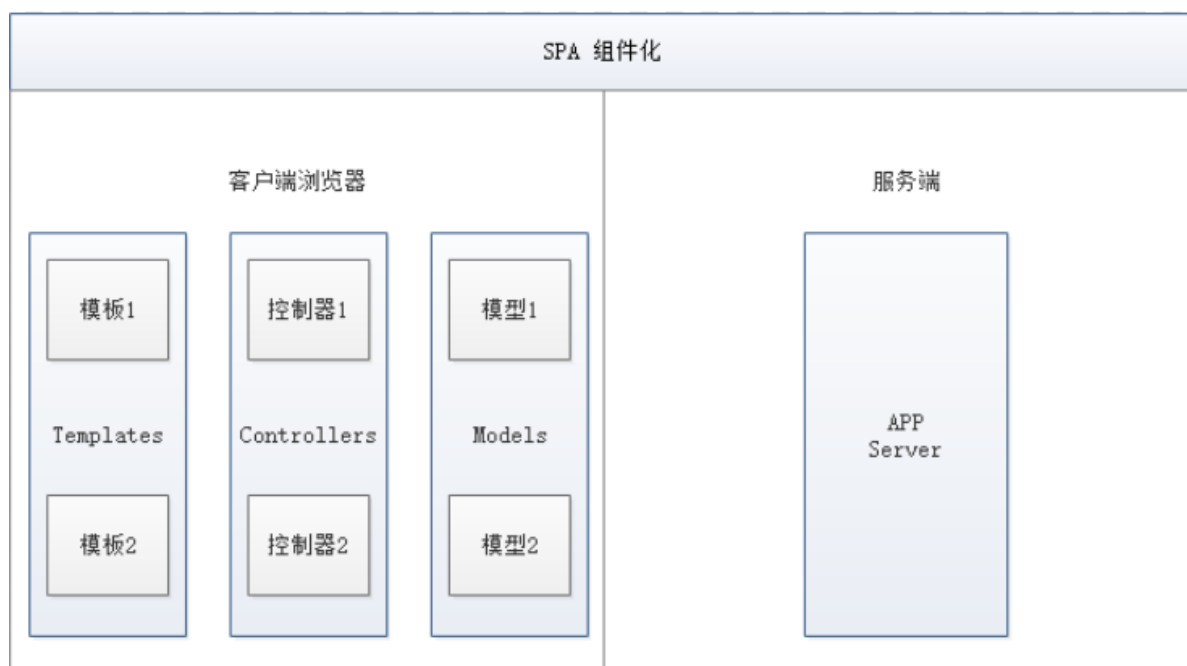 SPA 组件化
客户端浏览器
服务端
模板1
控制器1
模型1
Templates
Controllers
Models
APP
Server
模板2
控制器2
模型2